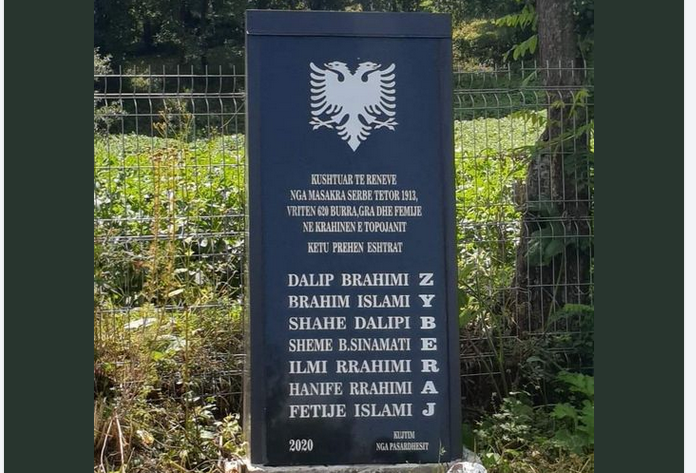 KUSHTUAR TE RENEVE
NGA MASAKRA SERBE TETOR 1913,
VRITEN 620 BURRA,GRA DHE FEMIJE
NE KRAHINEN E TOPOJANIT
KETU PREHEN ESHTRAT
DALIP BRAHIMI Z
BRAHIM ISLAMI Y
SHAHE DALIPI B
SHEME B.SINAMATI E
ILMI RRAHIMI R
HANIFE RRAHIMI A
FETIJE ISLAMI J
2020
KUJTIM
NGA PASARDHESIT